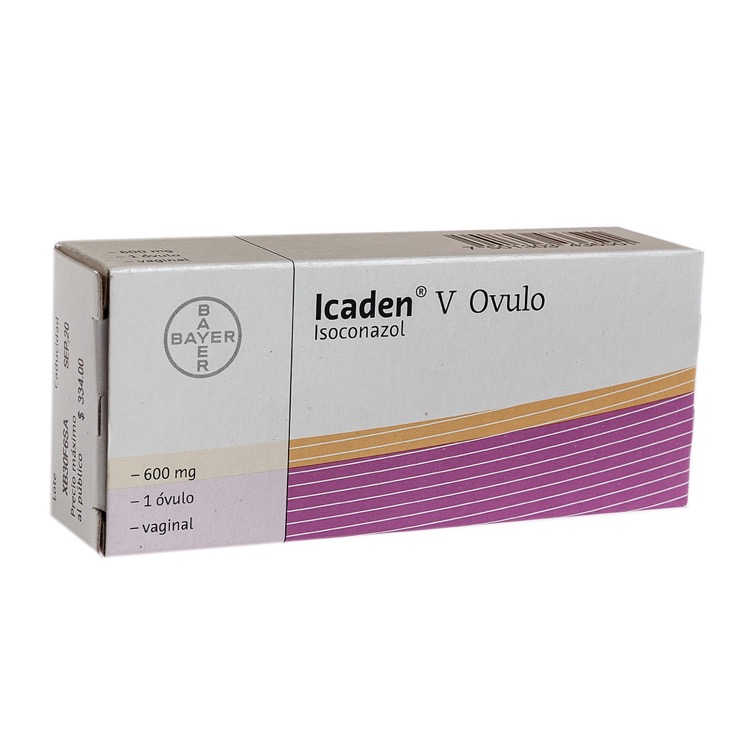 – 600 mg
– 1 óvulo
– vaginal
BAYER
BAYER
Icaden® V Ovulo
Isoconazol
– 600 mg
– 1 óvulo
– vaginal
Lote
XB30F6SA
Precio máximo
al público $ 334.00
Caducidad
SEP.20